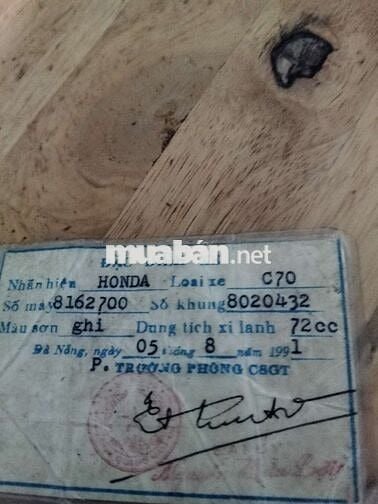 muaban.net
Nhãn hiệu HONDA Loại xe C70
Số máy 8162700 Số khung 8020432
Màu sơn ghi Dung tích xi lanh 72cc
Đà Nẵng, ngày 05 tháng 8 năm 1991
P. TRƯỞNG PHÒNG CSGT